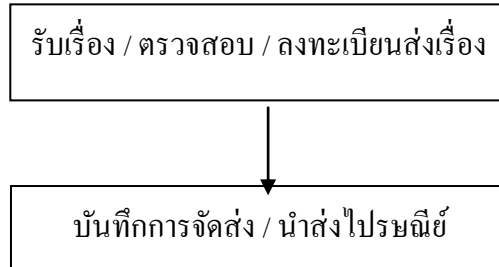 รับเรื่อง / ตรวจสอบ / ลงทะเบียนส่งเรื่อง
บันทึกการจัดส่ง / นำส่งไปรษณีย์